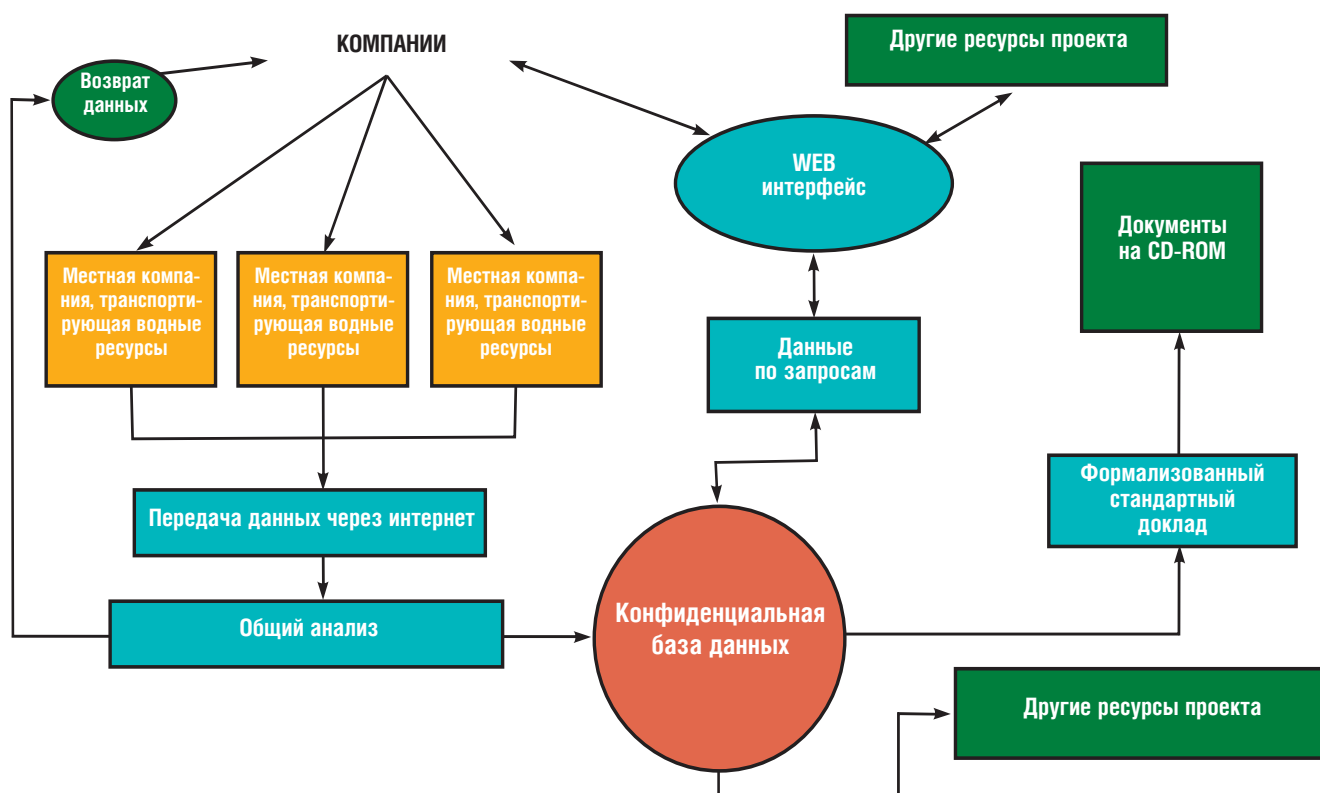 КОМПАНИИ
Другие ресурсы проекта
Возврат
данных
WEB
интерфейс
Документы
на CD-ROM
Местная компа-
ния, транспорти-
рующая водные
ресурсы
Местная компа-
ния, транспорти-
рующая водные
ресурсы
Местная компа-
ния, транспорти-
рующая водные
ресурсы
Данные
по запросам
Формализованный
стандартный
доклад
Передача данных через интернет
Общий анализ
Конфиденциальная
база данных
Другие ресурсы проекта